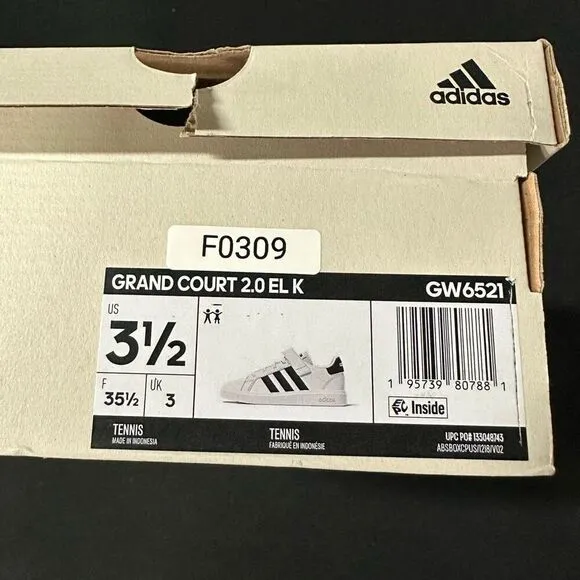 adidas
F0309
GRAND COURT 2.0 EL K
GW6521
US
3½
F
35½
UK
3
adidas
1 95739 80788 1
Inside
TENNIS
MADE IN INDONESIA
TENNIS
FABRIQUÉ EN INDONÉSIE
UPC PO# 133048743
ABSBOXCPUS/1218/V02